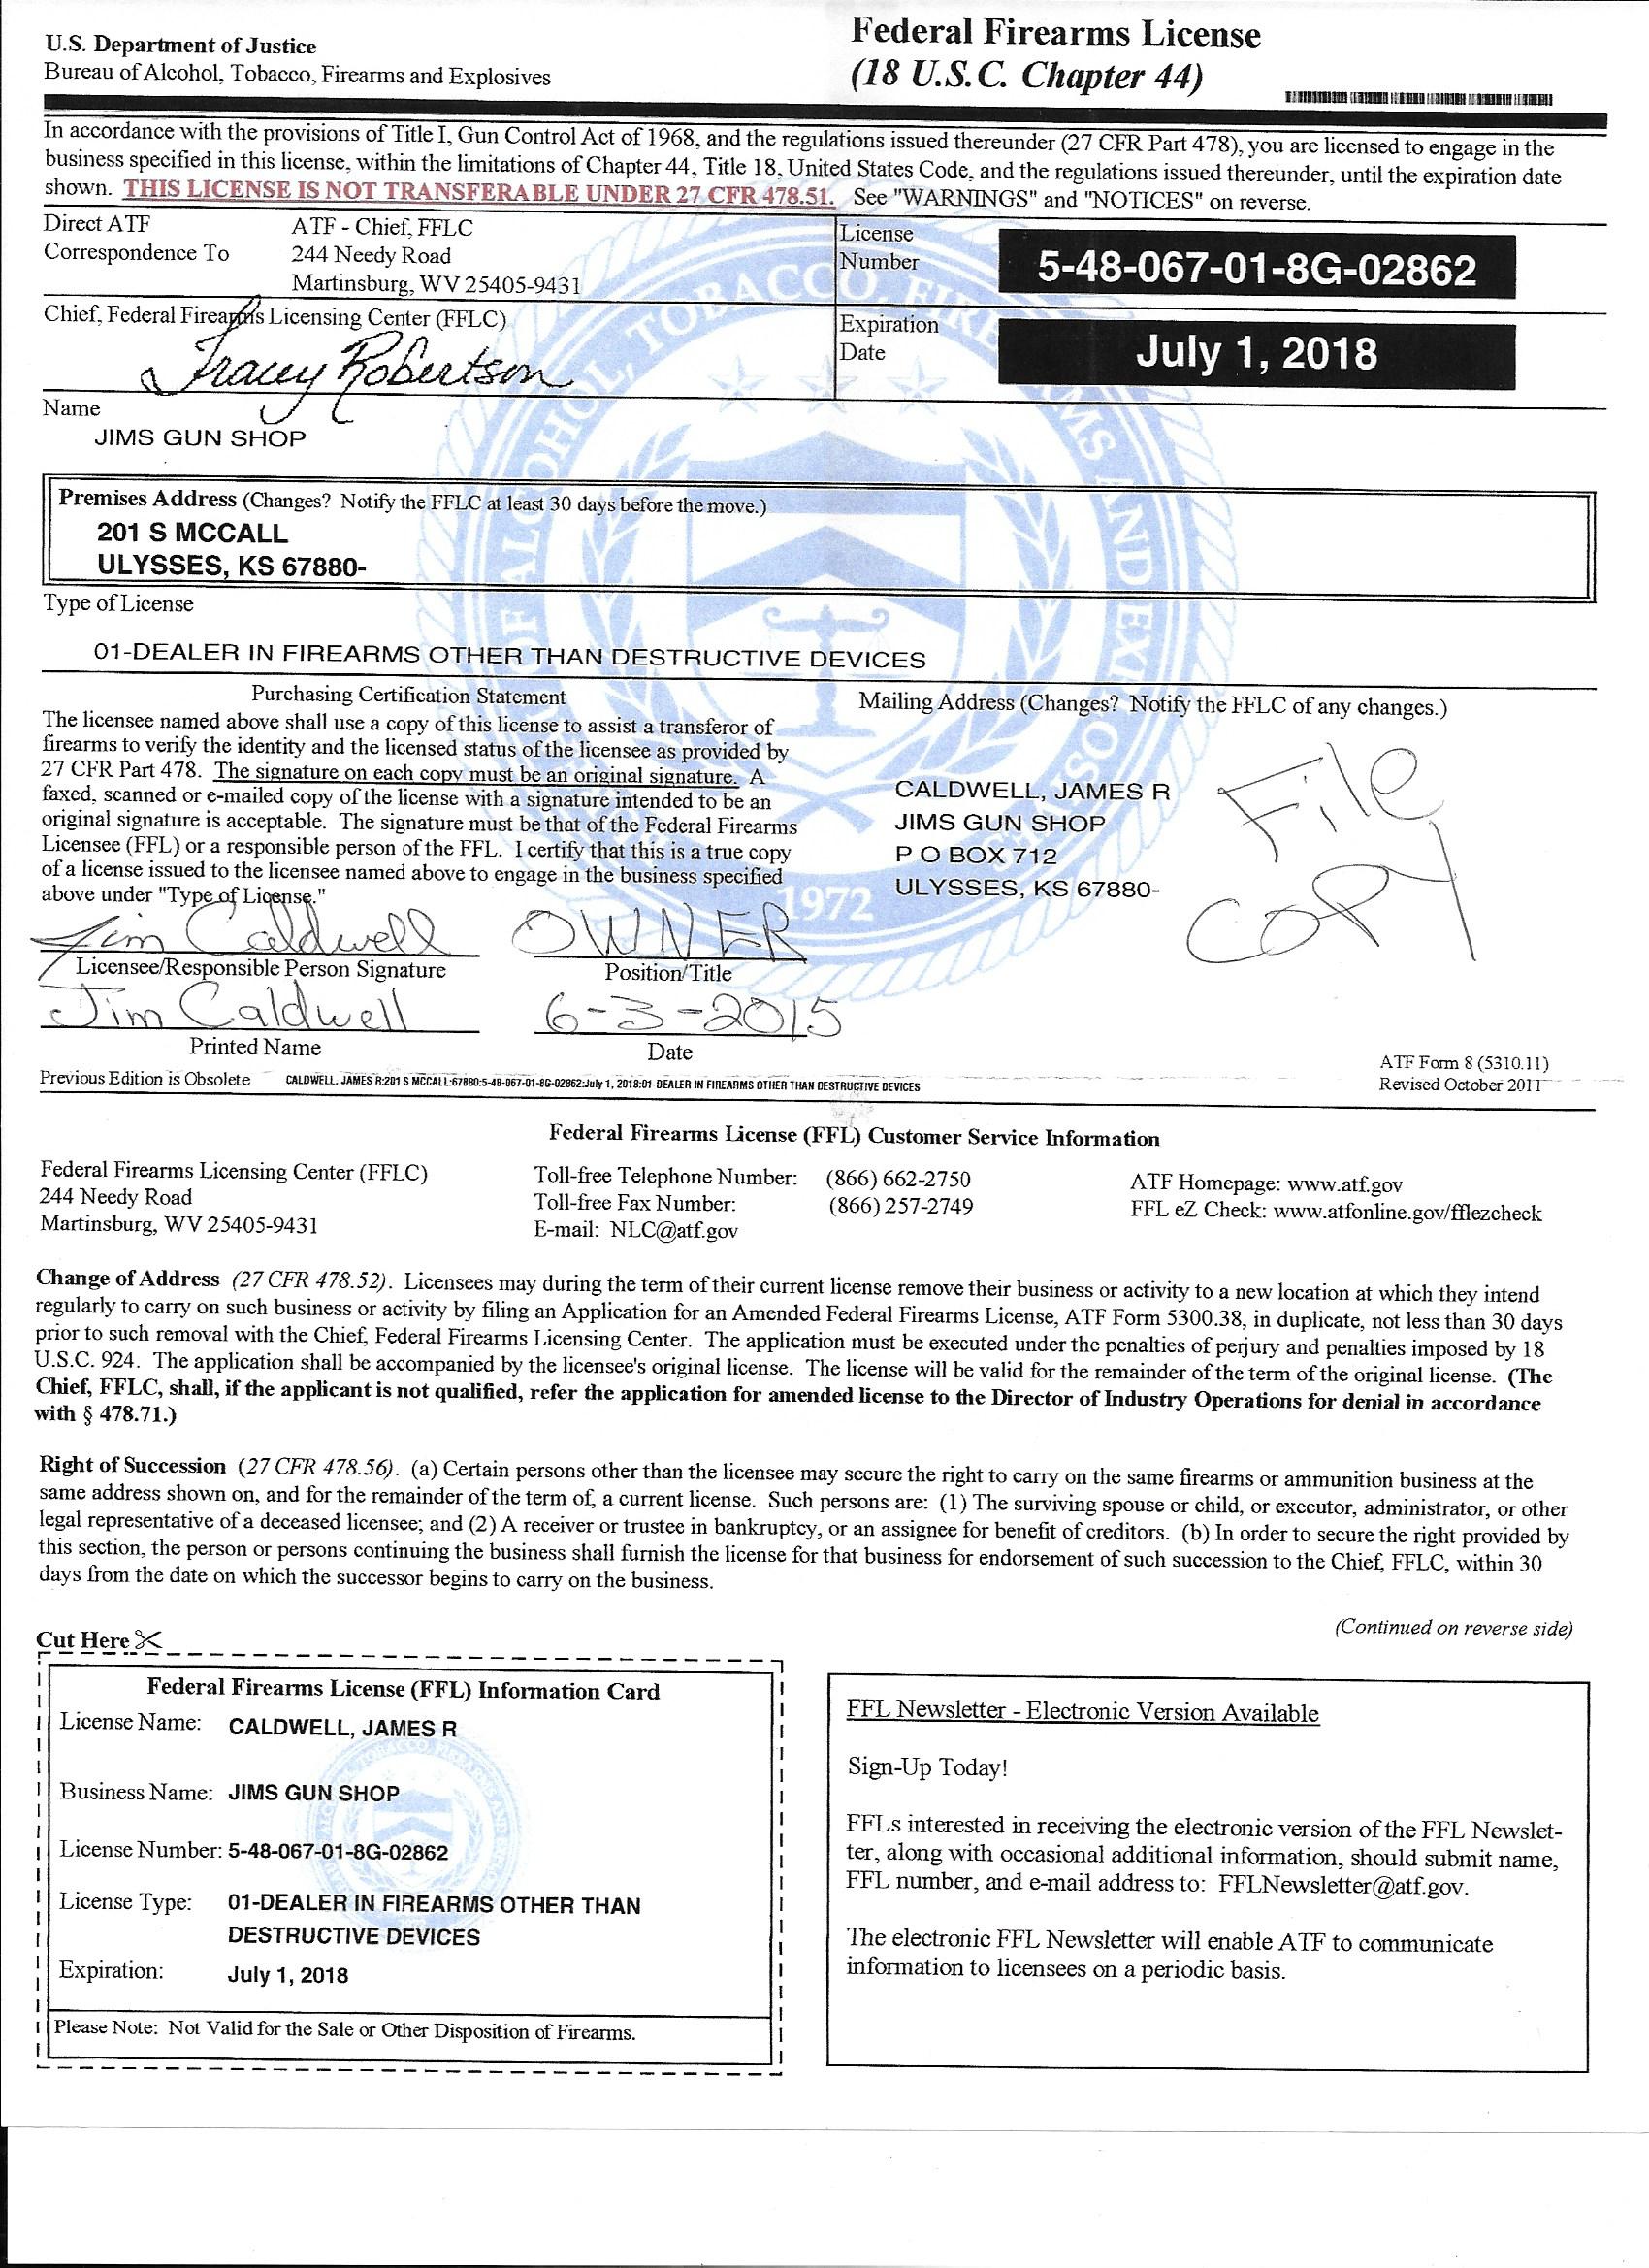 U.S. Department of Justice
Bureau of Alcohol, Tobacco, Firearms and Explosives
Federal Firearms License
(18 U.S.C. Chapter 44)
In accordance with the provisions of Title I, Gun Control Act of 1968, and the regulations issued thereunder (27 CFR Part 478), you are licensed to engage in the
business specified in this license, within the limitations of Chapter 44, Title 18, United States Code, and the regulations issued thereunder, until the expiration date
shown. THIS LICENSE IS NOT TRANSFERABLE UNDER 27 CFR 478.51. See "WARNINGS" and "NOTICES" on reverse.
Direct ATF
Correspondence To
ATF - Chief, FFLC
244 Needy Road
Martinsburg, WV 25405-9431
License
Number
5-48-067-01-8G-02862
Chief, Federal Firearms Licensing Center (FFLC)
Tracey Robertson
Expiration
Date
July 1, 2018
Name
JIMS GUN SHOP
Premises Address (Changes? Notify the FFLC at least 30 days before the move.)
201 S MCCALL
ULYSSES, KS 67880-
Type of License
01-DEALER IN FIREARMS OTHER THAN DESTRUCTIVE DEVICES
Purchasing Certification Statement
The licensee named above shall use a copy of this license to assist a transferor of
firearms to verify the identity and the licensed status of the licensee as provided by
27 CFR Part 478. The signature on each copy must be an original signature. A
faxed, scanned or e-mailed copy of the license with a signature intended to be an
original signature is acceptable. The signature must be that of the Federal Firearms
Licensee (FFL) or a responsible person of the FFL. I certify that this is a true copy
of a license issued to the licensee named above to engage in the business specified
above under "Type of License."
Mailing Address (Changes? Notify the FFLC of any changes.)
CALDWELL, JAMES R
JIMS GUN SHOP
P O BOX 712
ULYSSES, KS 67880-
File
COPY
1972
Jim Caldwell OWNER
Licensee/Responsible Person Signature Position/Title
Jim Caldwell 6-3-2015
Printed Name Date
ATF Form 8 (5310.11)
Revised October 2011
Previous Edition is Obsolete CALDWELL, JAMES R:201 S MCCALL:67880:5-48-067-01-8G-02862:July 1, 2018:01-DEALER IN FIREARMS OTHER THAN DESTRUCTIVE DEVICES
Federal Firearms License (FFL) Customer Service Information
Federal Firearms Licensing Center (FFLC)
244 Needy Road
Martinsburg, WV 25405-9431
Toll-free Telephone Number: (866) 662-2750
Toll-free Fax Number: (866) 257-2749
E-mail: NLC@atf.gov
ATF Homepage: www.atf.gov
FFL eZ Check: www.atfonline.gov/fflezcheck
Change of Address (27 CFR 478.52). Licensees may during the term of their current license remove their business or activity to a new location at which they intend
regularly to carry on such business or activity by filing an Application for an Amended Federal Firearms License, ATF Form 5300.38, in duplicate, not less than 30 days
prior to such removal with the Chief, Federal Firearms Licensing Center. The application must be executed under the penalties of perjury and penalties imposed by 18
U.S.C. 924. The application shall be accompanied by the licensee's original license. The license will be valid for the remainder of the term of the original license. (The
Chief, FFLC, shall, if the applicant is not qualified, refer the application for amended license to the Director of Industry Operations for denial in accordance
with § 478.71.)
Right of Succession (27 CFR 478.56). (a) Certain persons other than the licensee may secure the right to carry on the same firearms or ammunition business at the
same address shown on, and for the remainder of the term of, a current license. Such persons are: (1) The surviving spouse or child, or executor, administrator, or other
legal representative of a deceased licensee; and (2) A receiver or trustee in bankruptcy, or an assignee for benefit of creditors. (b) In order to secure the right provided by
this section, the person or persons continuing the business shall furnish the license for that business for endorsement of such succession to the Chief, FFLC, within 30
days from the date on which the successor begins to carry on the business.
(Continued on reverse side)
Cut Here
Federal Firearms License (FFL) Information Card
License Name: CALDWELL, JAMES R
Business Name: JIMS GUN SHOP
License Number: 5-48-067-01-8G-02862
License Type: 01-DEALER IN FIREARMS OTHER THAN
DESTRUCTIVE DEVICES
Expiration: July 1, 2018
Please Note: Not Valid for the Sale or Other Disposition of Firearms.
FFL Newsletter - Electronic Version Available
Sign-Up Today!
FFLs interested in receiving the electronic version of the FFL Newslet-
ter, along with occasional additional information, should submit name,
FFL number, and e-mail address to: FFLNewsletter@atf.gov.
The electronic FFL Newsletter will enable ATF to communicate
information to licensees on a periodic basis.